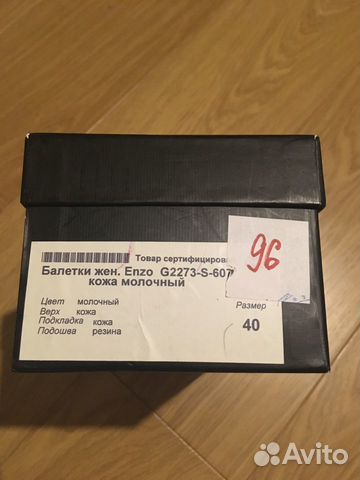 Товар сертифицирова
96
Балетки жен. Enzo G2273-S-607
кожа молочный
Цвет молочный
Верх кожа
Подкладка кожа
Подошва резина
Размер
40
Avito